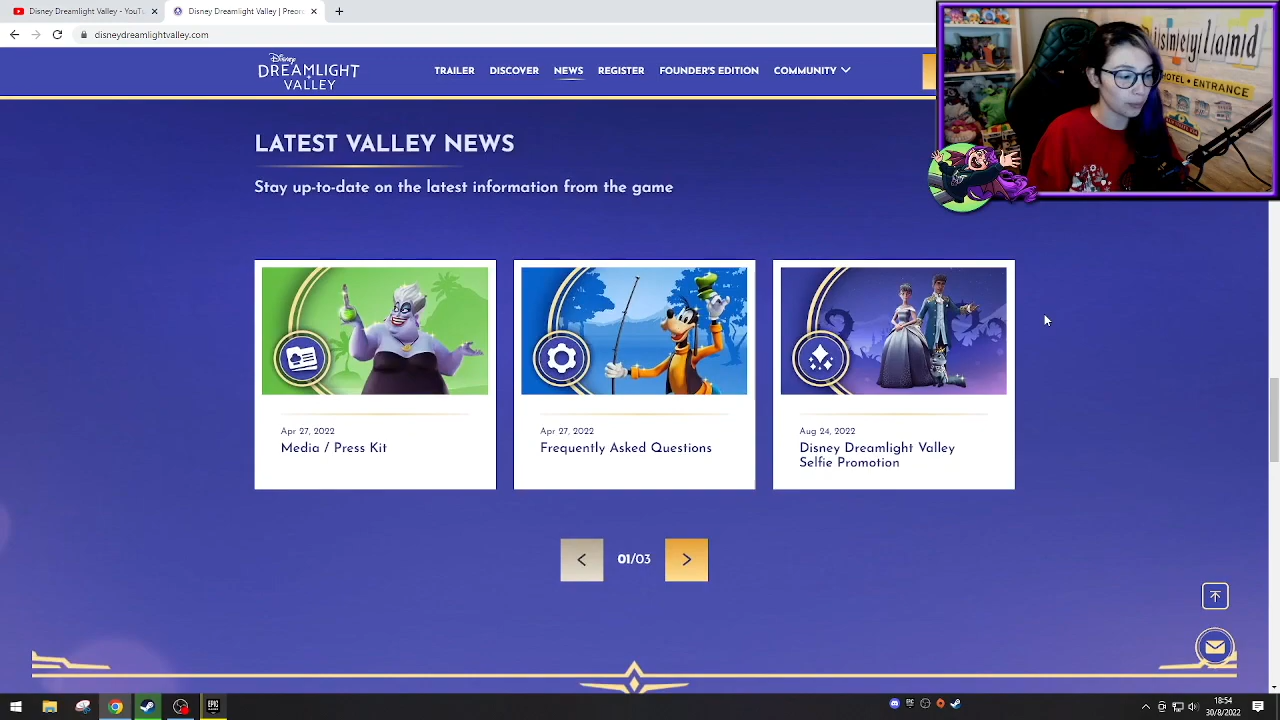 Disney Dreamlight Valley - YouT
Disney Dreamlight Valley | Preor
disneydreamlightvalley.com
Disney
DREAMLIGHT
VALLEY
TRAILER
DISCOVER
NEWS
REGISTER
FOUNDER'S EDITION
COMMUNITY
HOTEL • ENTRANCE
LATEST VALLEY NEWS
Stay up-to-date on the latest information from the game
Apr 27, 2022
Media / Press Kit
Apr 27, 2022
Frequently Asked Questions
Aug 24, 2022
Disney Dreamlight Valley
Selfie Promotion
01/03
EPIC
18:54
30/8/2022